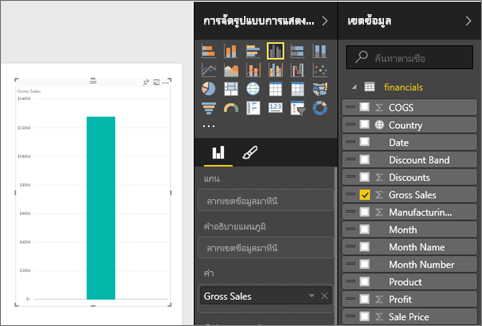 การจัดรูปแบบการแสดง...
เขตข้อมูล
ค้นหาตามชื่อ
financials
COGS
Country
Date
Discount Band
Discounts
Gross Sales
Manufacturin...
Month
Month Name
Month Number
Product
Profit
Sale Price
Gross Sales
แกน
ลากเขตข้อมูลมาที่นี่
คำอธิบายแผนภูมิ
ลากเขตข้อมูลมาที่นี่
ค่า
Gross Sales